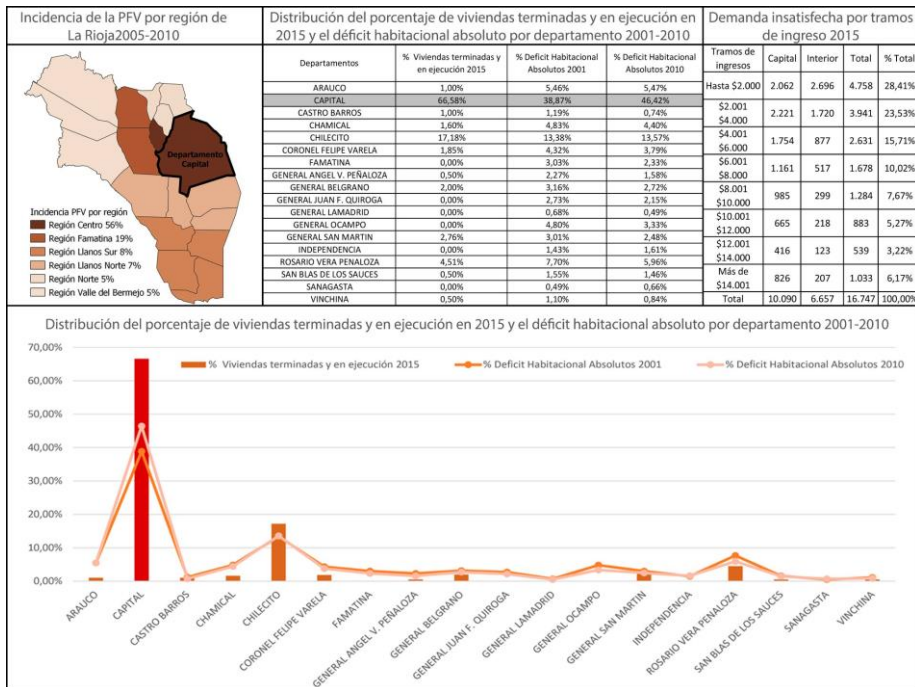 Incidencia de la PFV por región de
La Rioja2005-2010
Departamento
Capital
Incidencia PFV por región
Región Centro 56%
Región Famatina 19%
Región Llanos Sur 8%
Región Llanos Norte 7%
Región Norte 5%
Región Valle del Bermejo 5%
Distribución del porcentaje de viviendas terminadas y en ejecución en
2015 y el déficit habitacional absoluto por departamento 2001-2010
Departamentos % Viviendas terminadas y en ejecución 2015 % Deficit Habitacional Absolutos 2001 % Deficit Habitacional Absolutos 2010
ARAUCO 1,00% 5,46% 5,47%
CAPITAL 66,58% 38,87% 46,42%
CASTRO BARROS 1,00% 1,19% 0,74%
CHAMICAL 1,60% 4,83% 4,40%
CHILECITO 17,18% 13,38% 13,57%
CORONEL FELIPE VARELA 1,85% 4,32% 3,79%
FAMATINA 0,00% 3,03% 2,33%
GENERAL ANGEL V. PEÑALOZA 0,50% 2,27% 1,58%
GENERAL BELGRANO 2,00% 3,16% 2,72%
GENERAL JUAN F. QUIROGA 0,00% 2,73% 2,15%
GENERAL LAMADRID 0,00% 0,68% 0,49%
GENERAL OCAMPO 0,00% 4,80% 3,33%
GENERAL SAN MARTIN 2,76% 3,01% 2,48%
INDEPENDENCIA 0,00% 1,43% 1,61%
ROSARIO VERA PENALOZA 4,51% 7,70% 5,96%
SAN BLAS DE LOS SAUCES 0,50% 1,55% 1,46%
SANAGASTA 0,00% 0,49% 0,66%
VINCHINA 0,50% 1,10% 0,84%
Demanda insatisfecha por tramos
de ingreso 2015
Tramos de ingresos Capital Interior Total % Total
Hasta $2.000 2.062 2.696 4.758 28,41%
$2.001 $4.000 2.221 1.720 3.941 23,53%
$4.001 $6.000 1.754 877 2.631 15,71%
$6.001 $8.000 1.161 517 1.678 10,02%
$8.001 $10.000 985 299 1.284 7,67%
$10.001 $12.000 665 218 883 5,27%
$12.001 $14.000 416 123 539 3,22%
Más de $14.001 826 207 1.033 6,17%
Total 10.090 6.657 16.747 100,00%
Distribución del porcentaje de viviendas terminadas y en ejecución en 2015 y el déficit habitacional absoluto por departamento 2001-2010
% Viviendas terminadas y en ejecución 2015 % Deficit Habitacional Absolutos 2001 % Deficit Habitacional Absolutos 2010
70,00%
60,00%
50,00%
40,00%
30,00%
20,00%
10,00%
0,00%
ARAUCO
CAPITAL
CASTRO BARROS
CHAMICAL
CHILECITO
CORONEL FELIPE VARELA
FAMATINA
GENERAL ANGEL V. PEÑALOZA
GENERAL BELGRANO
GENERAL JUAN F. QUIROGA
GENERAL LAMADRID
GENERAL OCAMPO
GENERAL SAN MARTIN
INDEPENDENCIA
ROSARIO VERA PENALOZA
SAN BLAS DE LOS SAUCES
SANAGASTA
VINCHINA